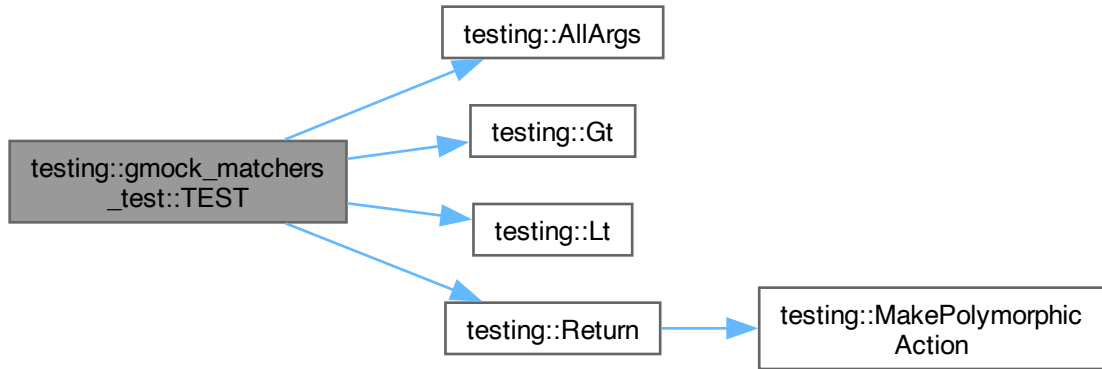 testing::AllArgs
testing::Gt
testing::gmock_matchers
_test::TEST
testing::Lt
testing::Return
testing::MakePolymorphic
Action